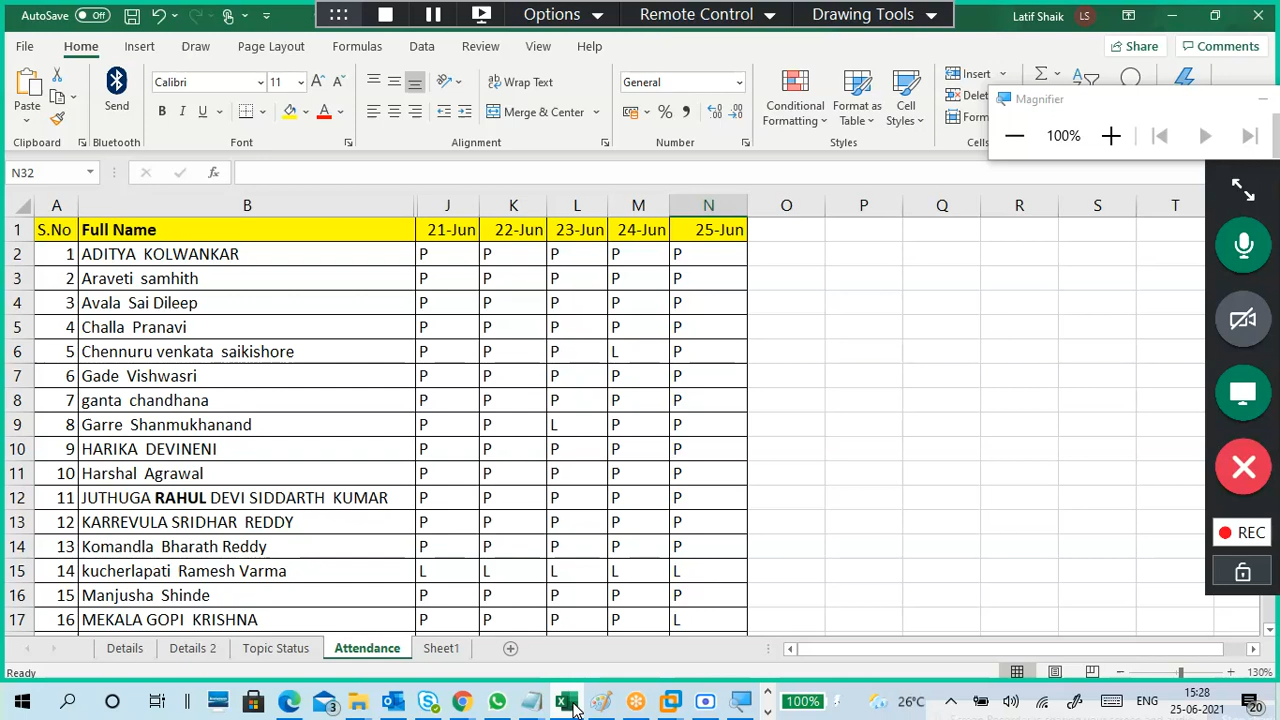 AutoSave Off Options Remote Control Drawing Tools Latif Shaik LS
File Home Insert Draw Page Layout Formulas Data Review View Help Share Comments
Calibri 11 Wrap Text General Insert
Paste Send B I U Merge & Center Conditional Formatting Format as Table Cell Styles
Clipboard Bluetooth Font Alignment Number Styles
Magnifier
100%
N32 fx
A B J K L M N O P Q R S T
1 S.No Full Name 21-Jun 22-Jun 23-Jun 24-Jun 25-Jun
2 1 ADITYA KOLWANKAR P P P P P
3 2 Araveti samhith P P P P P
4 3 Avala Sai Dileep P P P P P
5 4 Challa Pranavi P P P P P
6 5 Chennuru venkata saikishore P P P L P
7 6 Gade Vishwasri P P P P P
8 7 ganta chandhana P P P P P
9 8 Garre Shanmukhanand P P L P P
10 9 HARIKA DEVINENI P P P P P
11 10 Harshal Agrawal P P P P P
12 11 JUTHUGA RAHUL DEVI SIDDARTH KUMAR P P P P P
13 12 KARREVULA SRIDHAR REDDY P P P P P
14 13 Komandla Bharath Reddy P P P P P
15 14 kucherlapati Ramesh Varma L L L L L
16 15 Manjusha Shinde P P P P P
17 16 MEKALA GOPI KRISHNA P P P P L
REC
Details Details 2 Topic Status Attendance Sheet1
Ready 130%
3 100% 26°C ENG 15:28
25-06-2021 20